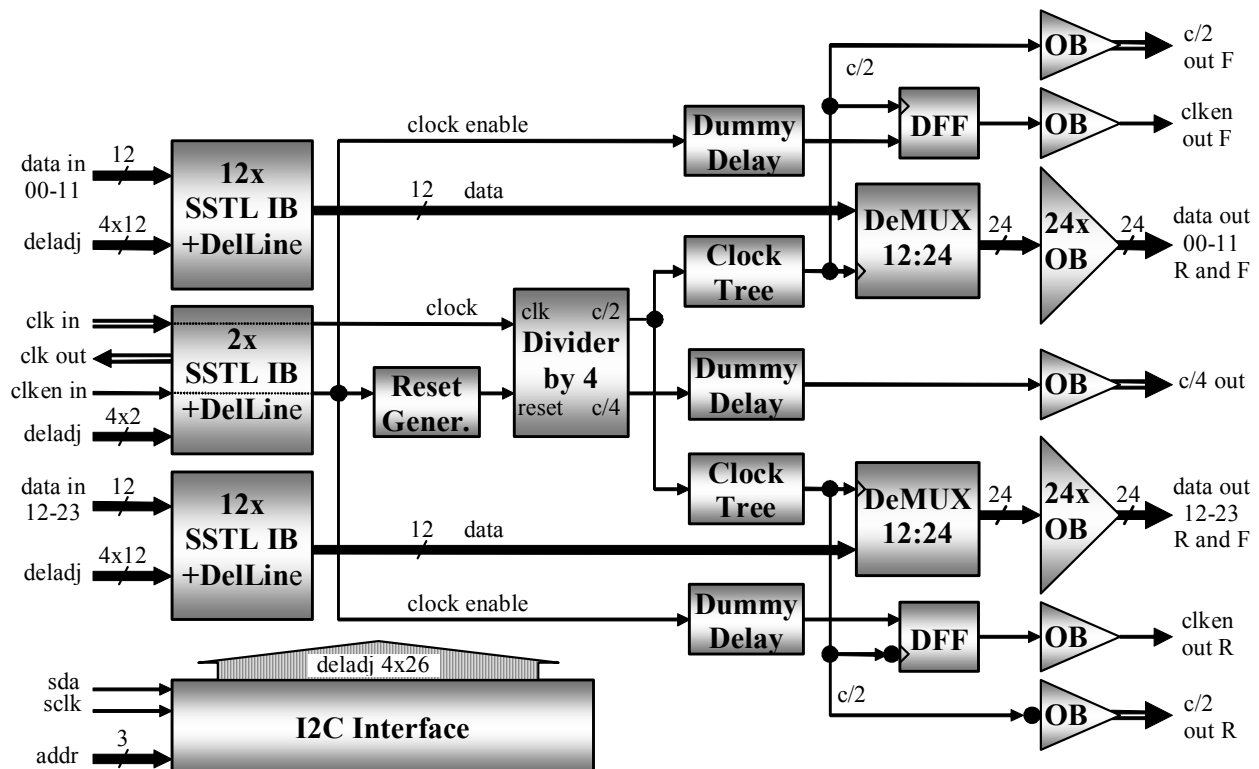 OB
c/2
out F
c/2
clock enable
Dummy
Delay
DFF
OB
clken
out F
data in
00-11
12
deladj
4x12
12x
SSTL IB
+DelLine
12
data
DeMUX
12:24
24
24x
OB
24
data out
00-11
R and F
Clock
Tree
clk in
clk out
clken in
deladj
4x2
2x
SSTL IB
+DelLine
clock
Reset
Gener.
clk
c/2
Divider
by 4
reset
c/4
Dummy
Delay
OB
c/4 out
Clock
Tree
data in
12-23
12
deladj
4x12
12x
SSTL IB
+DelLine
12
data
DeMUX
12:24
24
24x
OB
24
data out
12-23
R and F
clock enable
Dummy
Delay
DFF
OB
clken
out R
c/2
OB
c/2
out R
deladj 4x26
sda
sclk
addr
3
I2C Interface